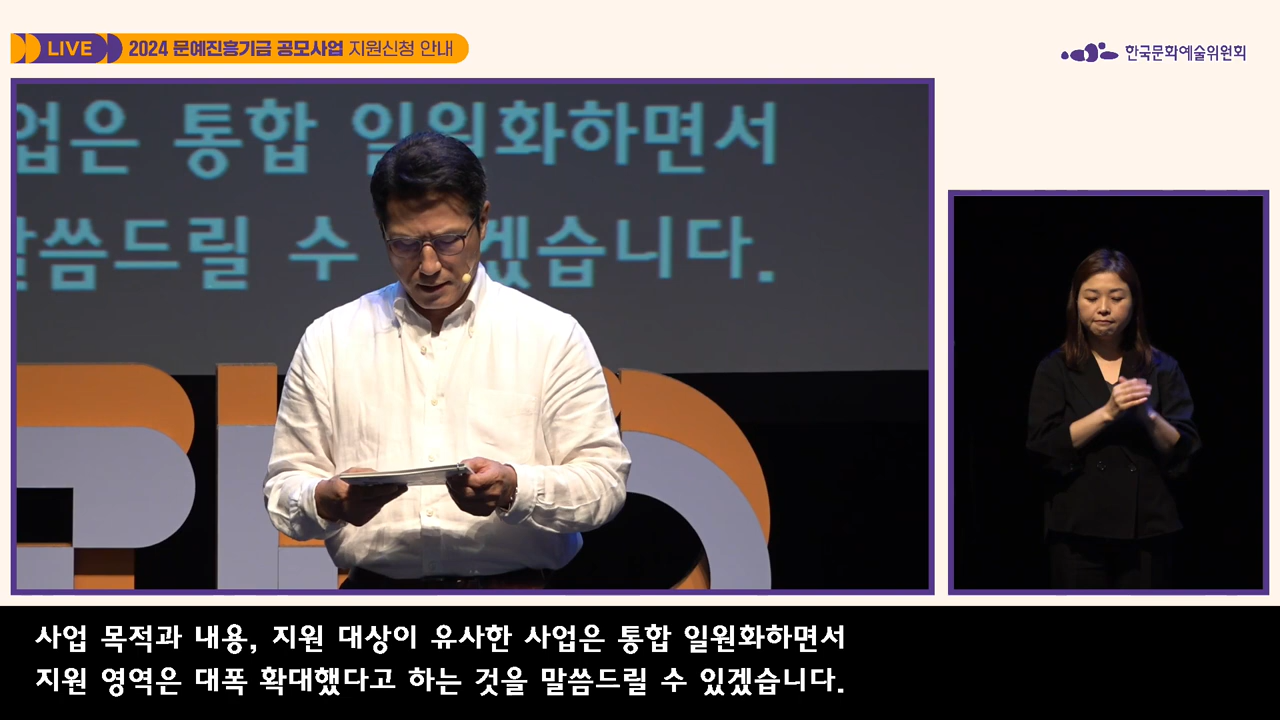 LIVE 2024 문예진흥기금 공모사업 지원신청 안내
한국문화예술위원회
업은 통합 일원화하면서
말씀드릴 수 있겠습니다.
사업 목적과 내용, 지원 대상이 유사한 사업은 통합 일원화하면서
지원 영역은 대폭 확대했다고 하는 것을 말씀드릴 수 있겠습니다.